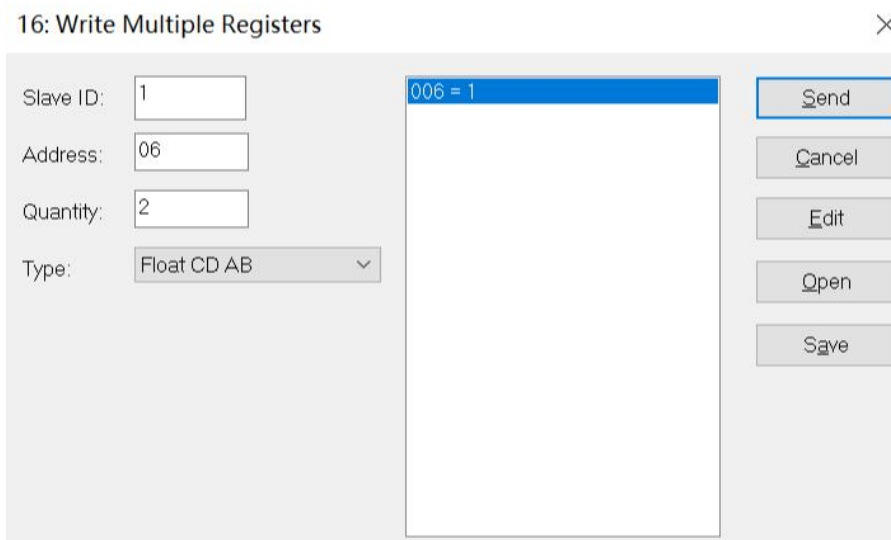 16: Write Multiple Registers
Slave ID: 1
Address: 06
Quantity: 2
Type: Float CD AB
006 = 1
Send
Cancel
Edit
Open
Save